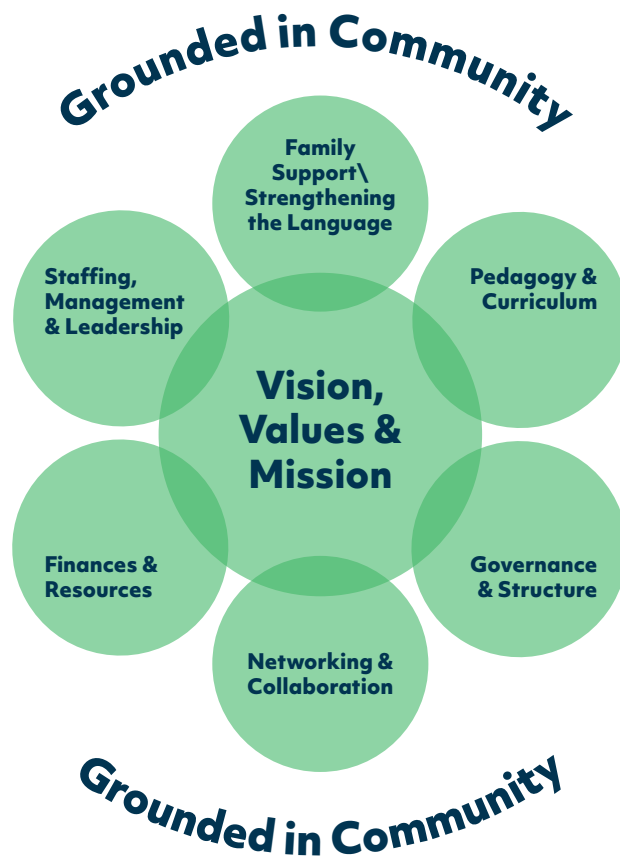 Grounded in Community
Family
Support\
Strengthening
the Language
Staffing,
Management
& Leadership
Pedagogy &
Curriculum
Vision,
Values &
Mission
Finances &
Resources
Governance
& Structure
Networking &
Collaboration
Grounded in Community